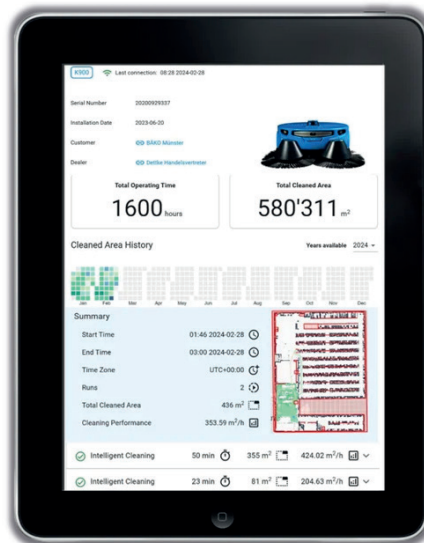 K900 Last connection: 08:28 2024-02-28
Serial Number 20200929337
Installation Date 2023-06-20
Customer BÄKO Münster
Dealer Detlke Handelsvertreter
Total Operating Time
1600 hours
Total Cleaned Area
580'311 m²
Cleaned Area History Years available 2024
Jan Feb Mar Apr May Jun Jul Aug Sep Oct Nov Dec
Summary
Start Time 01:46 2024-02-28
End Time 03:00 2024-02-28
Time Zone UTC+00:00
Runs 2
Total Cleaned Area 436 m²
Cleaning Performance 353.59 m²/h
Intelligent Cleaning 50 min 355 m² 424.02 m²/h
Intelligent Cleaning 23 min 81 m² 204.63 m²/h